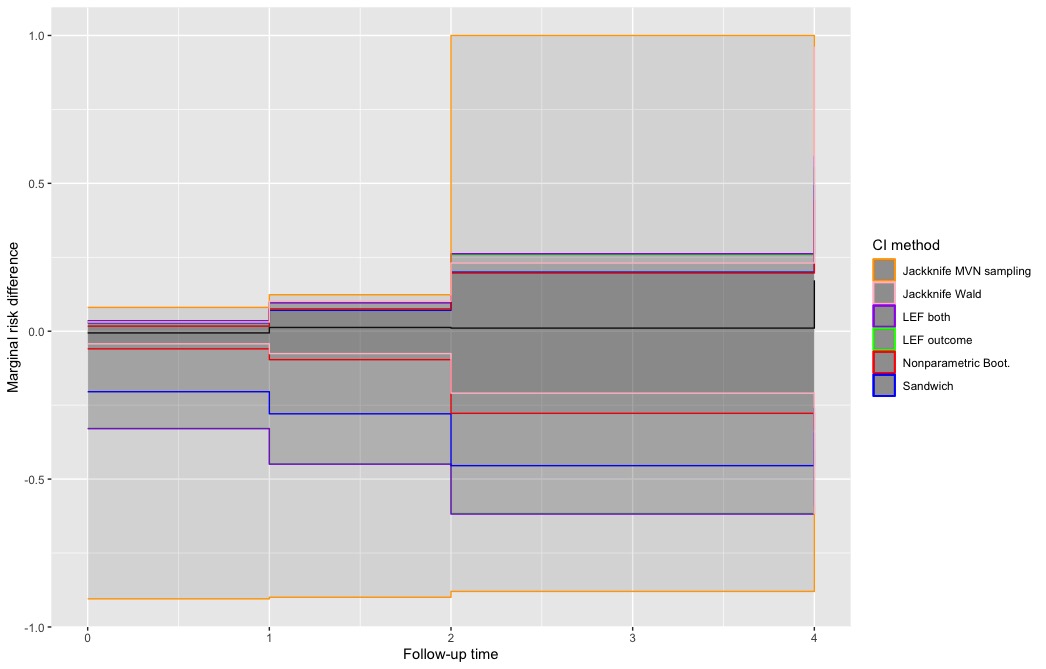 1.0
0.5
0.0
-0.5
-1.0
Marginal risk difference
0
1
2
3
4
Follow-up time
CI method
Jackknife MVN sampling
Jackknife Wald
LEF both
LEF outcome
Nonparametric Boot.
Sandwich